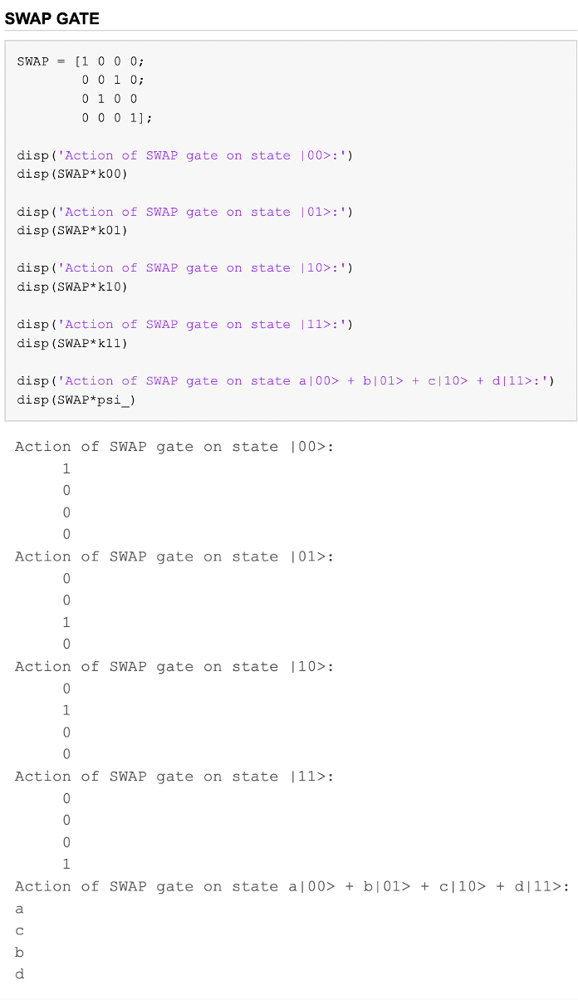 SWAP GATE
SWAP = [1 0 0 0;
0 0 1 0;
0 1 0 0
0 0 0 1];
disp('Action of SWAP gate on state |00>:')
disp(SWAP*k00)
disp('Action of SWAP gate on state |01>:')
disp(SWAP*k01)
disp('Action of SWAP gate on state |10>:')
disp(SWAP*k10)
disp('Action of SWAP gate on state |11>:')
disp(SWAP*k11)
disp('Action of SWAP gate on state a|00> + b|01> + c|10> + d|11>:')
disp(SWAP*psi_)
Action of SWAP gate on state |00>:
1
0
0
0
Action of SWAP gate on state |01>:
0
0
1
0
Action of SWAP gate on state |10>:
0
1
0
0
Action of SWAP gate on state |11>:
0
0
0
1
Action of SWAP gate on state a|00> + b|01> + c|10> + d|11>:
a
c
b
d